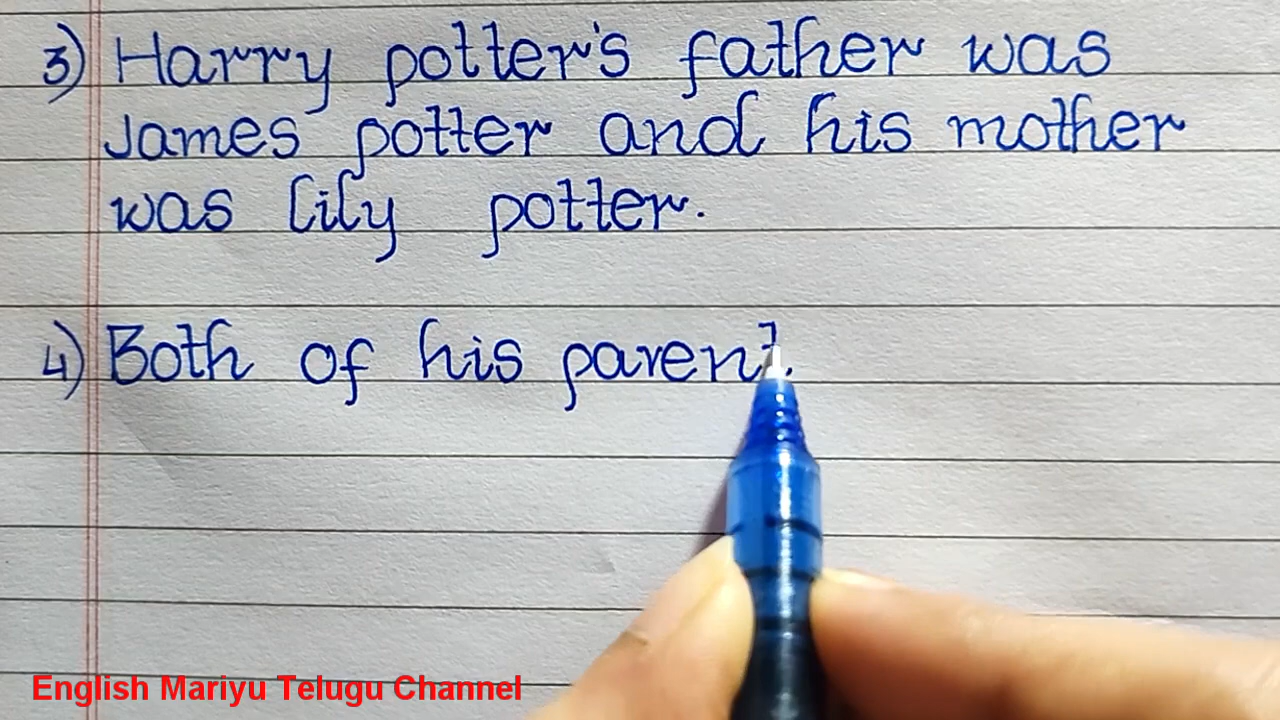 3) Harry potter's father was
James potter and his mother
was lily potter.
4) Both of his parent
English Mariyu Telugu Channel